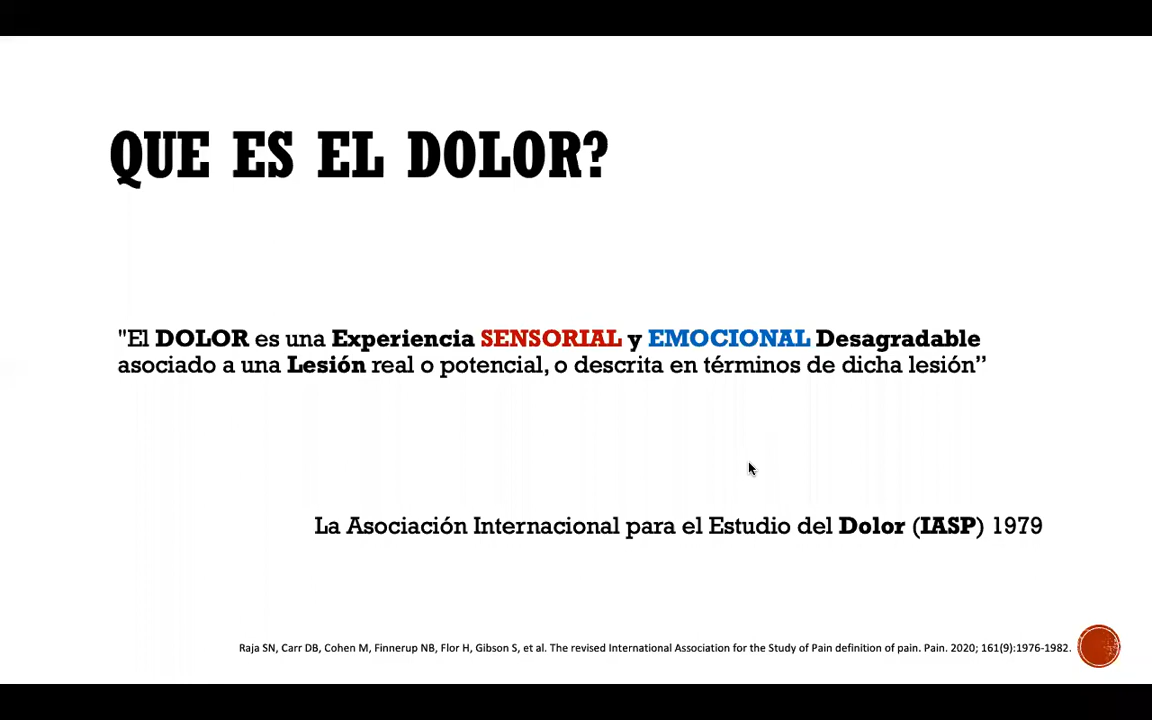 QUE ES EL DOLOR?
"El DOLOR es una Experiencia SENSORIAL y EMOCIONAL Desagradable
asociado a una Lesión real o potencial, o descrita en términos de dicha lesión”
La Asociación Internacional para el Estudio del Dolor (IASP) 1979
Raja SN, Carr DB, Cohen M, Finnerup NB, Flor H, Gibson S, et al. The revised International Association for the Study of Pain definition of pain. Pain. 2020; 161(9):1976-1982.